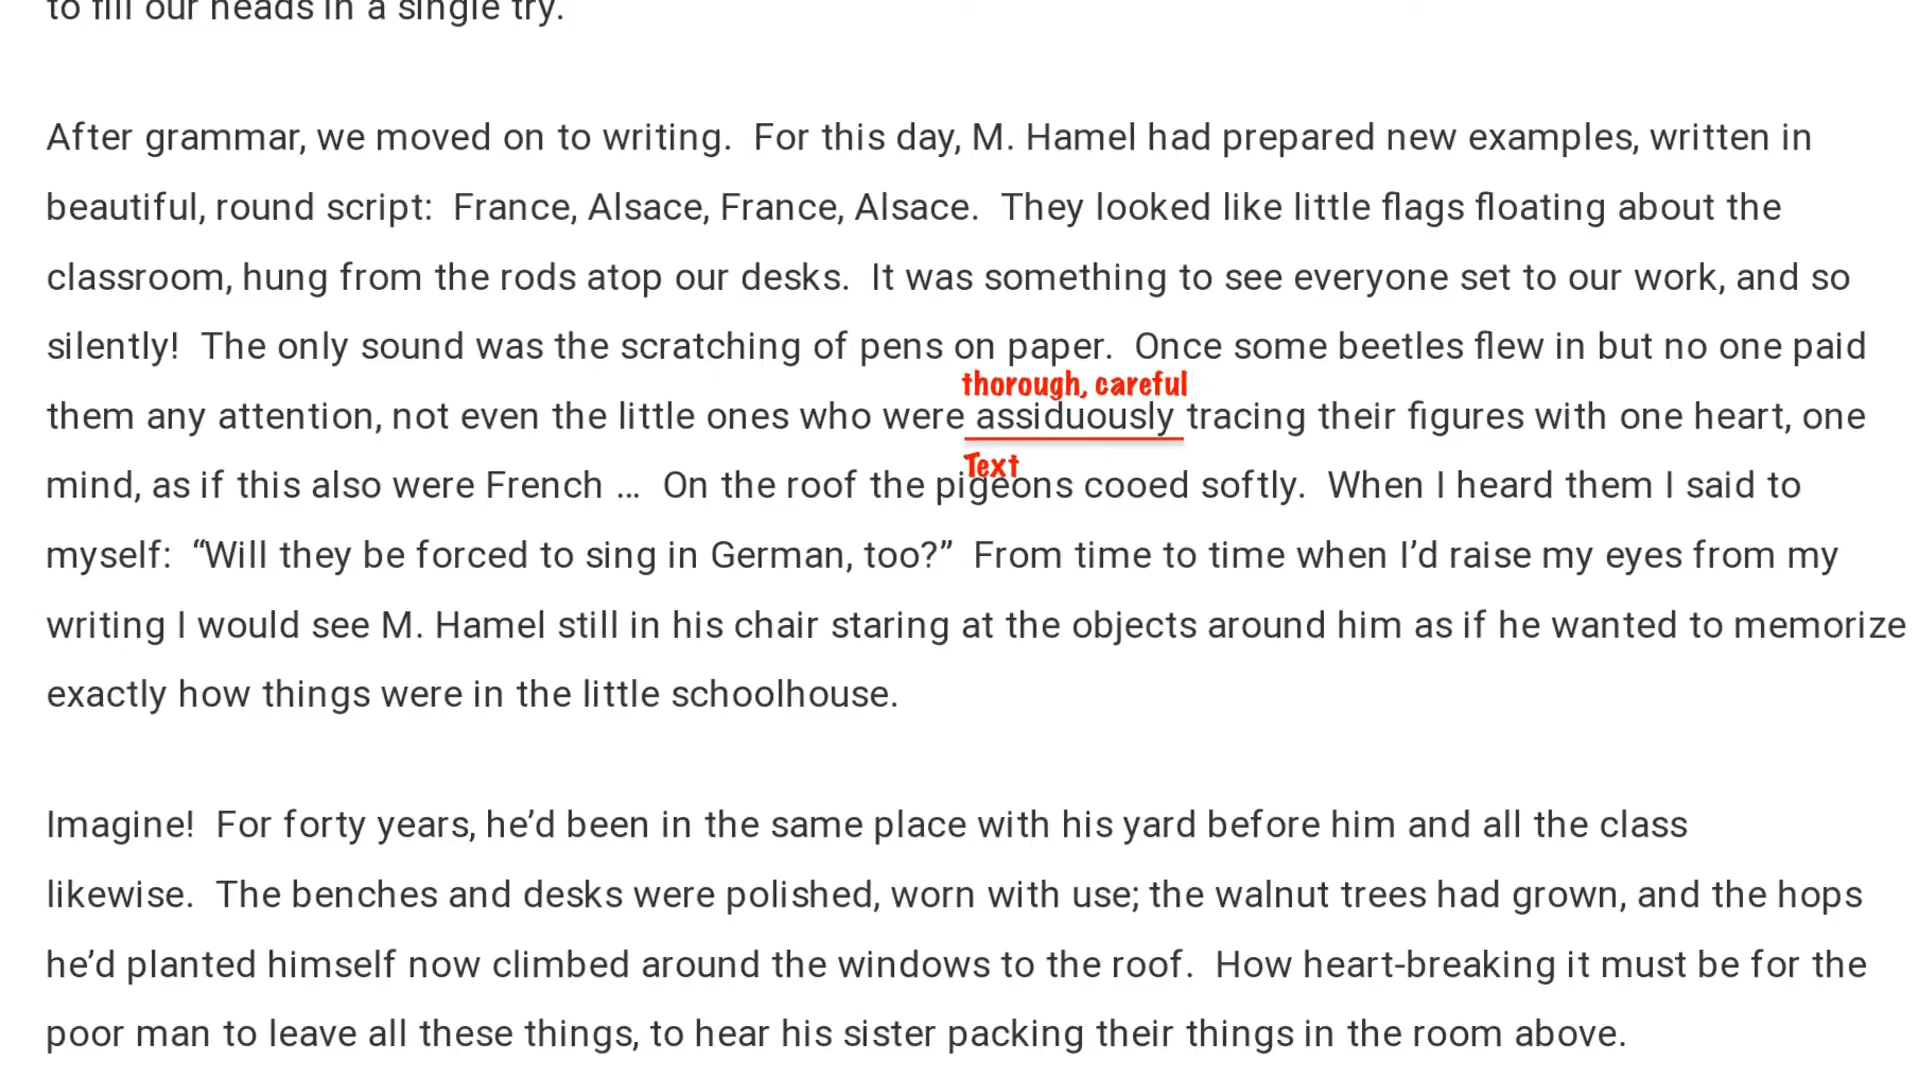 to fill our heads in a single try.
After grammar, we moved on to writing.  For this day, M. Hamel had prepared new examples, written in
beautiful, round script:  France, Alsace, France, Alsace.  They looked like little flags floating about the
classroom, hung from the rods atop our desks.  It was something to see everyone set to our work, and so
silently!  The only sound was the scratching of pens on paper.  Once some beetles flew in but no one paid
thorough, careful
them any attention, not even the little ones who were assiduously tracing their figures with one heart, one
Text
mind, as if this also were French …  On the roof the pigeons cooed softly.  When I heard them I said to
myself:  “Will they be forced to sing in German, too?”  From time to time when I’d raise my eyes from my
writing I would see M. Hamel still in his chair staring at the objects around him as if he wanted to memorize
exactly how things were in the little schoolhouse.
Imagine!  For forty years, he’d been in the same place with his yard before him and all the class
likewise.  The benches and desks were polished, worn with use; the walnut trees had grown, and the hops
he’d planted himself now climbed around the windows to the roof.  How heart-breaking it must be for the
poor man to leave all these things, to hear his sister packing their things in the room above.